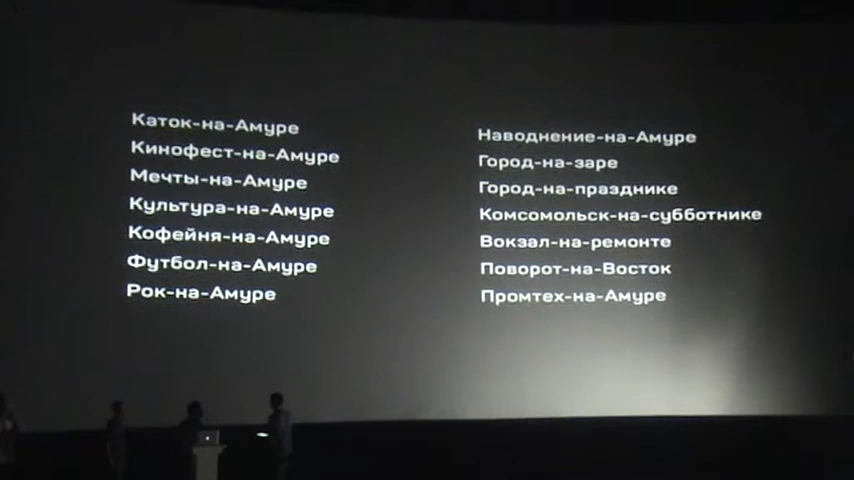 Каток-на-Амуре
Кинофест-на-Амуре
Мечты-на-Амуре
Культура-на-Амуре
Кофейня-на-Амуре
Футбол-на-Амуре
Рок-на-Амуре
Наводнение-на-Амуре
Город-на-заре
Город-на-празднике
Комсомольск-на-субботнике
Вокзал-на-ремонте
Поворот-на-Восток
Промтех-на-Амуре